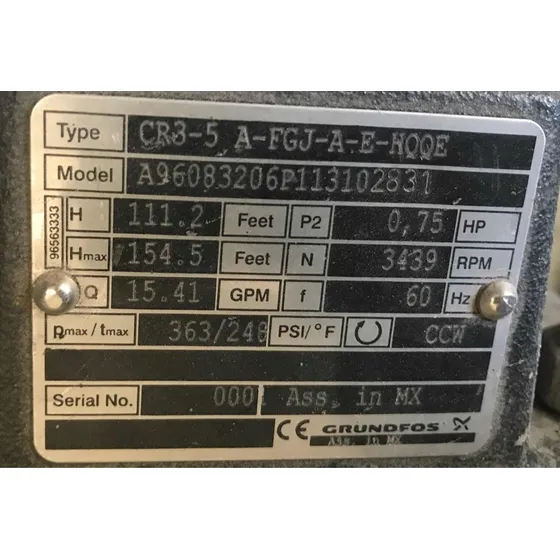 Type CR3-5 A-FGJ-A-E-HQQE
Model A96083206P113102831
96563333
H 111.2 Feet P2 0,75 HP
Hmax 154.5 Feet N 3439 RPM
Q 15.41 GPM f 60 Hz
pmax / tmax 363/248 PSI/°F CCW
Serial No. 0001 Ass. in MX
CE GRUNDFOS X
Ass. in MX